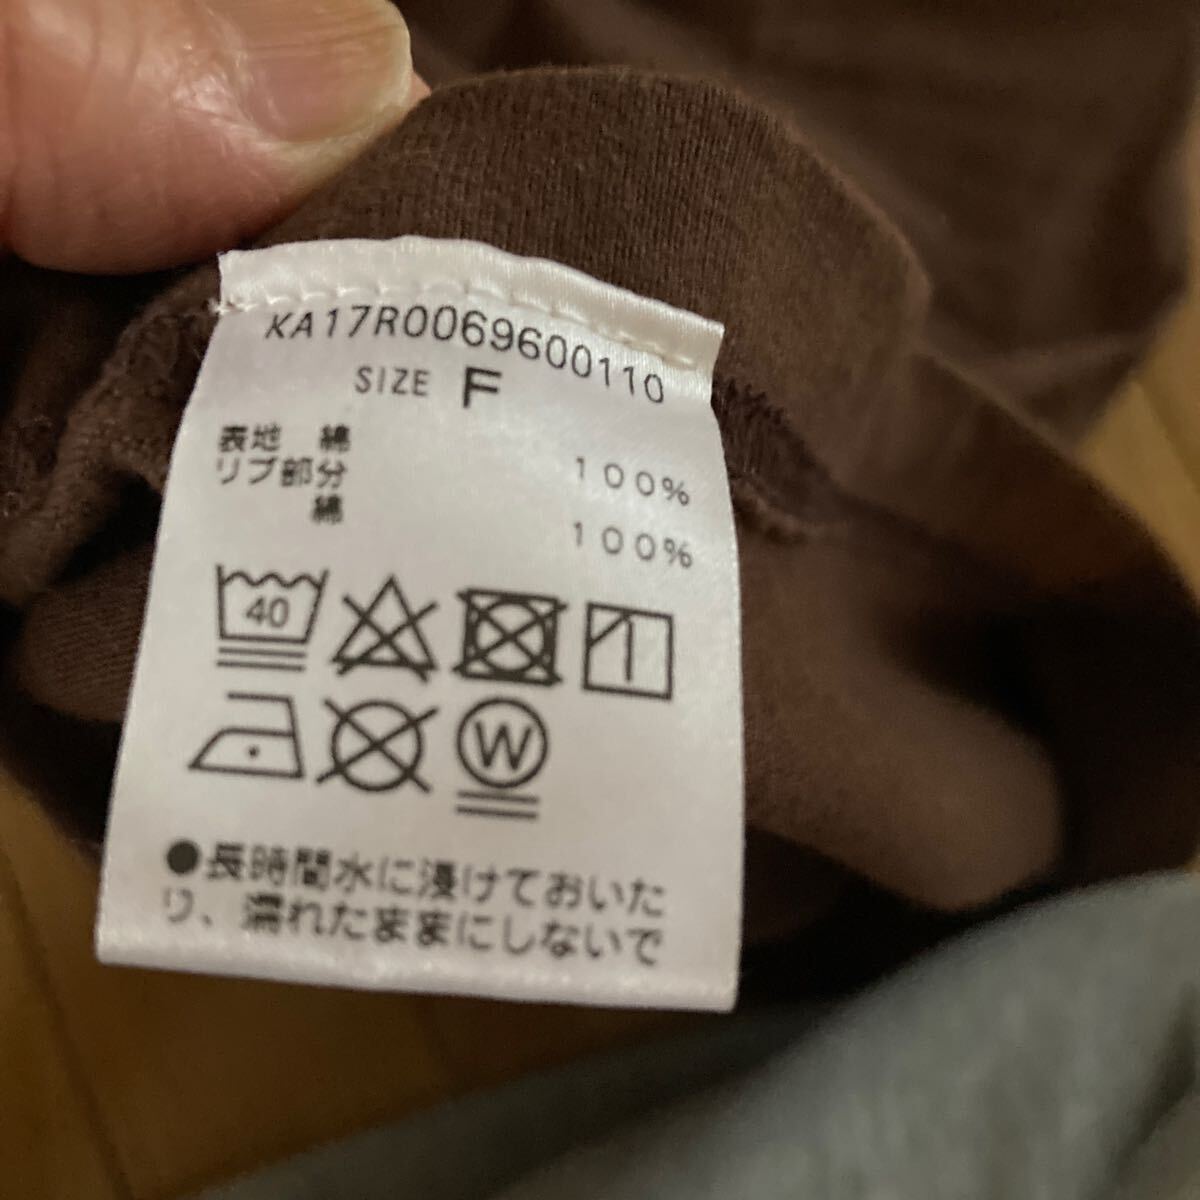 KA17R0069600110
SIZE F
表地 綿 100%
リブ部分
綿 100%
40
W
●長時間水に浸けておいた
り、濡れたままにしないで